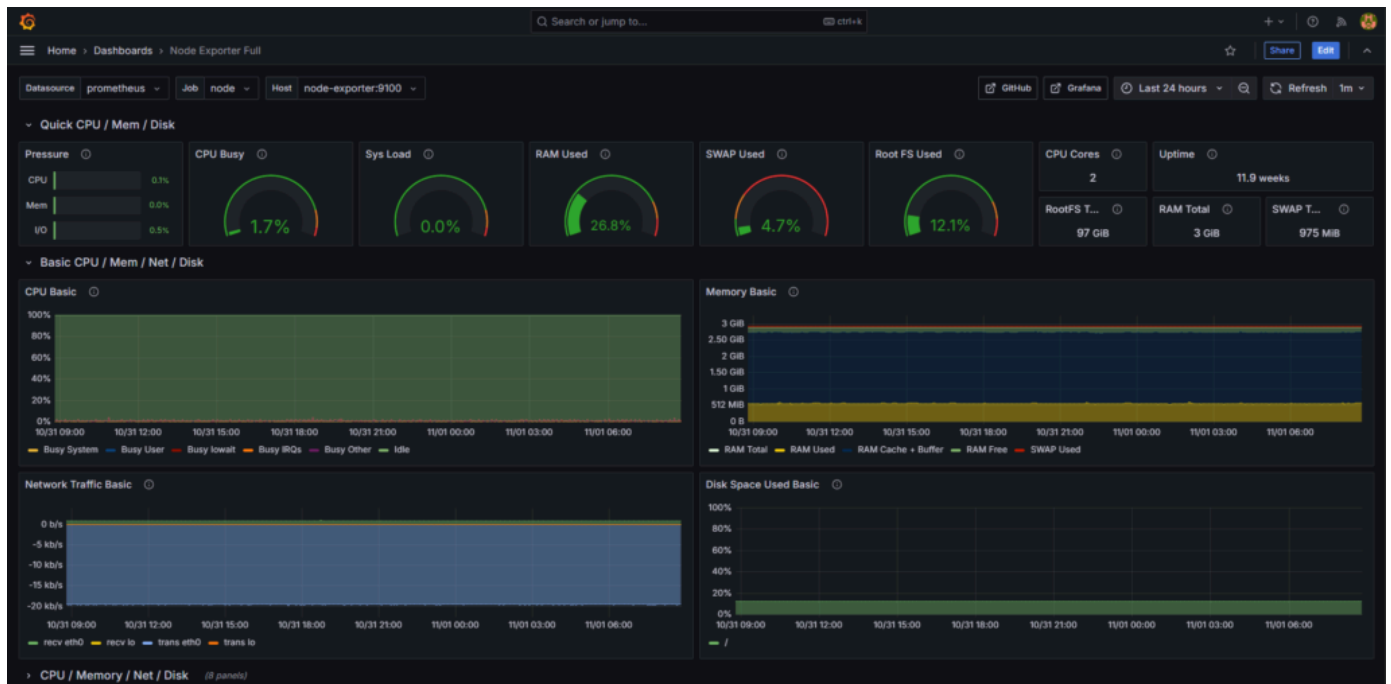 Search or jump to... ctrl+k
Home > Dashboards > Node Exporter Full
Share Edit
Datasource prometheus Job node Host node-exporter:9100
GitHub Grafana Last 24 hours Refresh 1m
Quick CPU / Mem / Disk
Pressure CPU Busy Sys Load RAM Used SWAP Used Root FS Used CPU Cores Uptime
CPU 0.1%
Mem 0.0%
I/O 0.5%
1.7% 0.0% 26.8% 4.7% 12.1%
2 11.9 weeks
RootFS T... RAM Total SWAP T...
97 GiB 3 GiB 975 MiB
Basic CPU / Mem / Net / Disk
CPU Basic
100%
80%
60%
40%
20%
0%
10/31 09:00 10/31 12:00 10/31 15:00 10/31 18:00 10/31 21:00 11/01 00:00 11/01 03:00 11/01 06:00
Busy System Busy User Busy Iowait Busy IRQs Busy Other Idle
Memory Basic
3 GiB
2.50 GiB
2 GiB
1.50 GiB
1 GiB
512 MiB
0 B
10/31 09:00 10/31 12:00 10/31 15:00 10/31 18:00 10/31 21:00 11/01 00:00 11/01 03:00 11/01 06:00
RAM Total RAM Used RAM Cache + Buffer RAM Free SWAP Used
Network Traffic Basic
0 b/s
-5 kb/s
-10 kb/s
-15 kb/s
-20 kb/s
10/31 09:00 10/31 12:00 10/31 15:00 10/31 18:00 10/31 21:00 11/01 00:00 11/01 03:00 11/01 06:00
recv eth0 recv lo trans eth0 trans lo
Disk Space Used Basic
100%
80%
60%
40%
20%
0%
10/31 09:00 10/31 12:00 10/31 15:00 10/31 18:00 10/31 21:00 11/01 00:00 11/01 03:00 11/01 06:00
/
CPU / Memory / Net / Disk (8 panels)